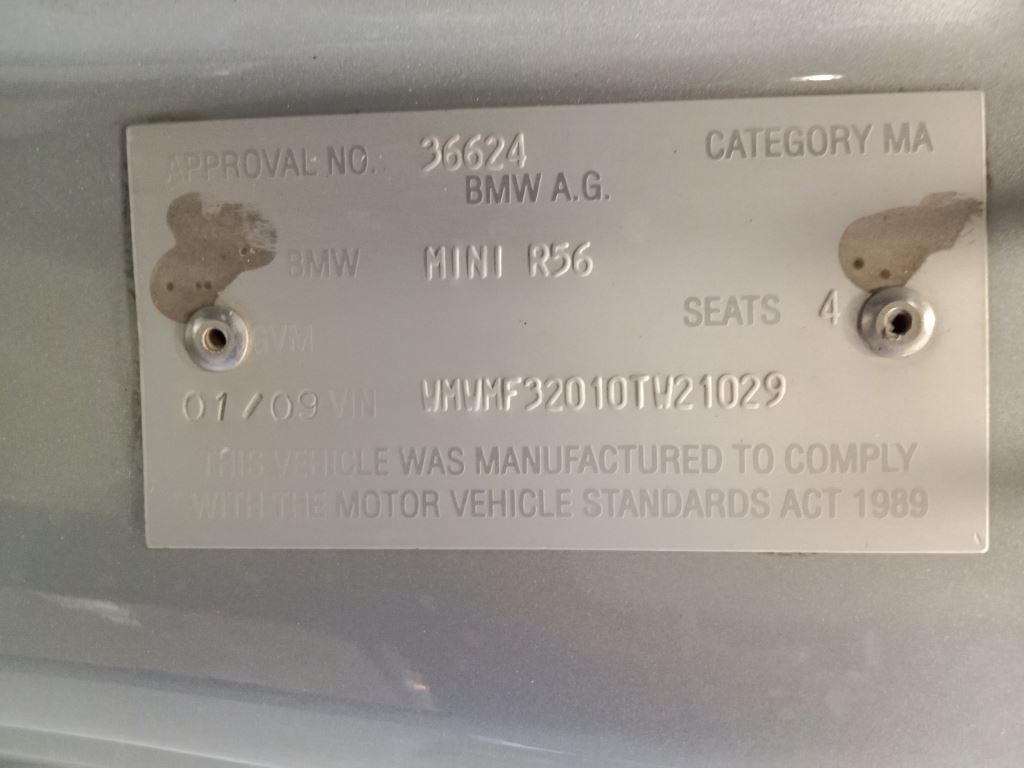 APPROVAL NO. 36624 CATEGORY MA
BMW A.G.
BMW MINI R56
SEATS 4
GVM
01/09 VIN WMWMF32010TW21029
THIS VEHICLE WAS MANUFACTURED TO COMPLY
WITH THE MOTOR VEHICLE STANDARDS ACT 1989